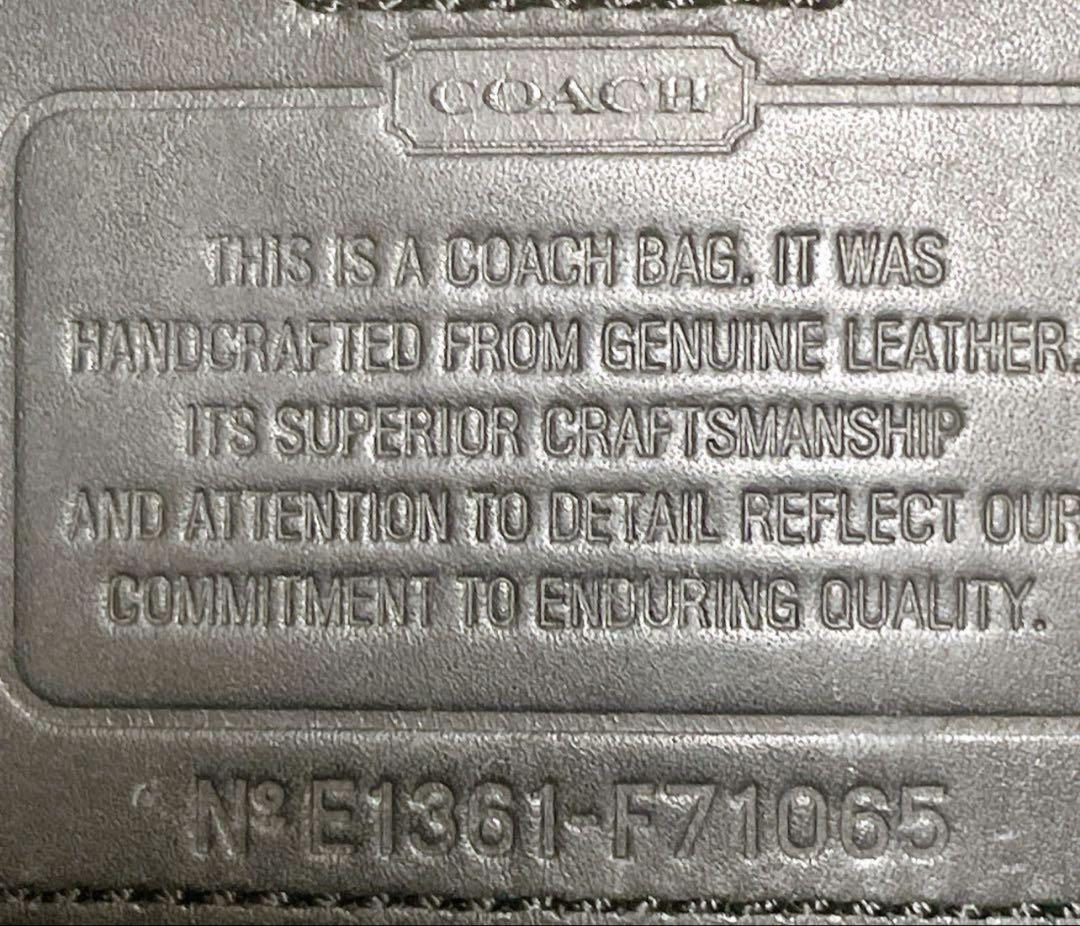 COACH
THIS IS A COACH BAG. IT WAS
HANDCRAFTED FROM GENUINE LEATHER.
ITS SUPERIOR CRAFTSMANSHIP
AND ATTENTION TO DETAIL REFLECT OUR
COMMITMENT TO ENDURING QUALITY.
Nº E1361-F71065